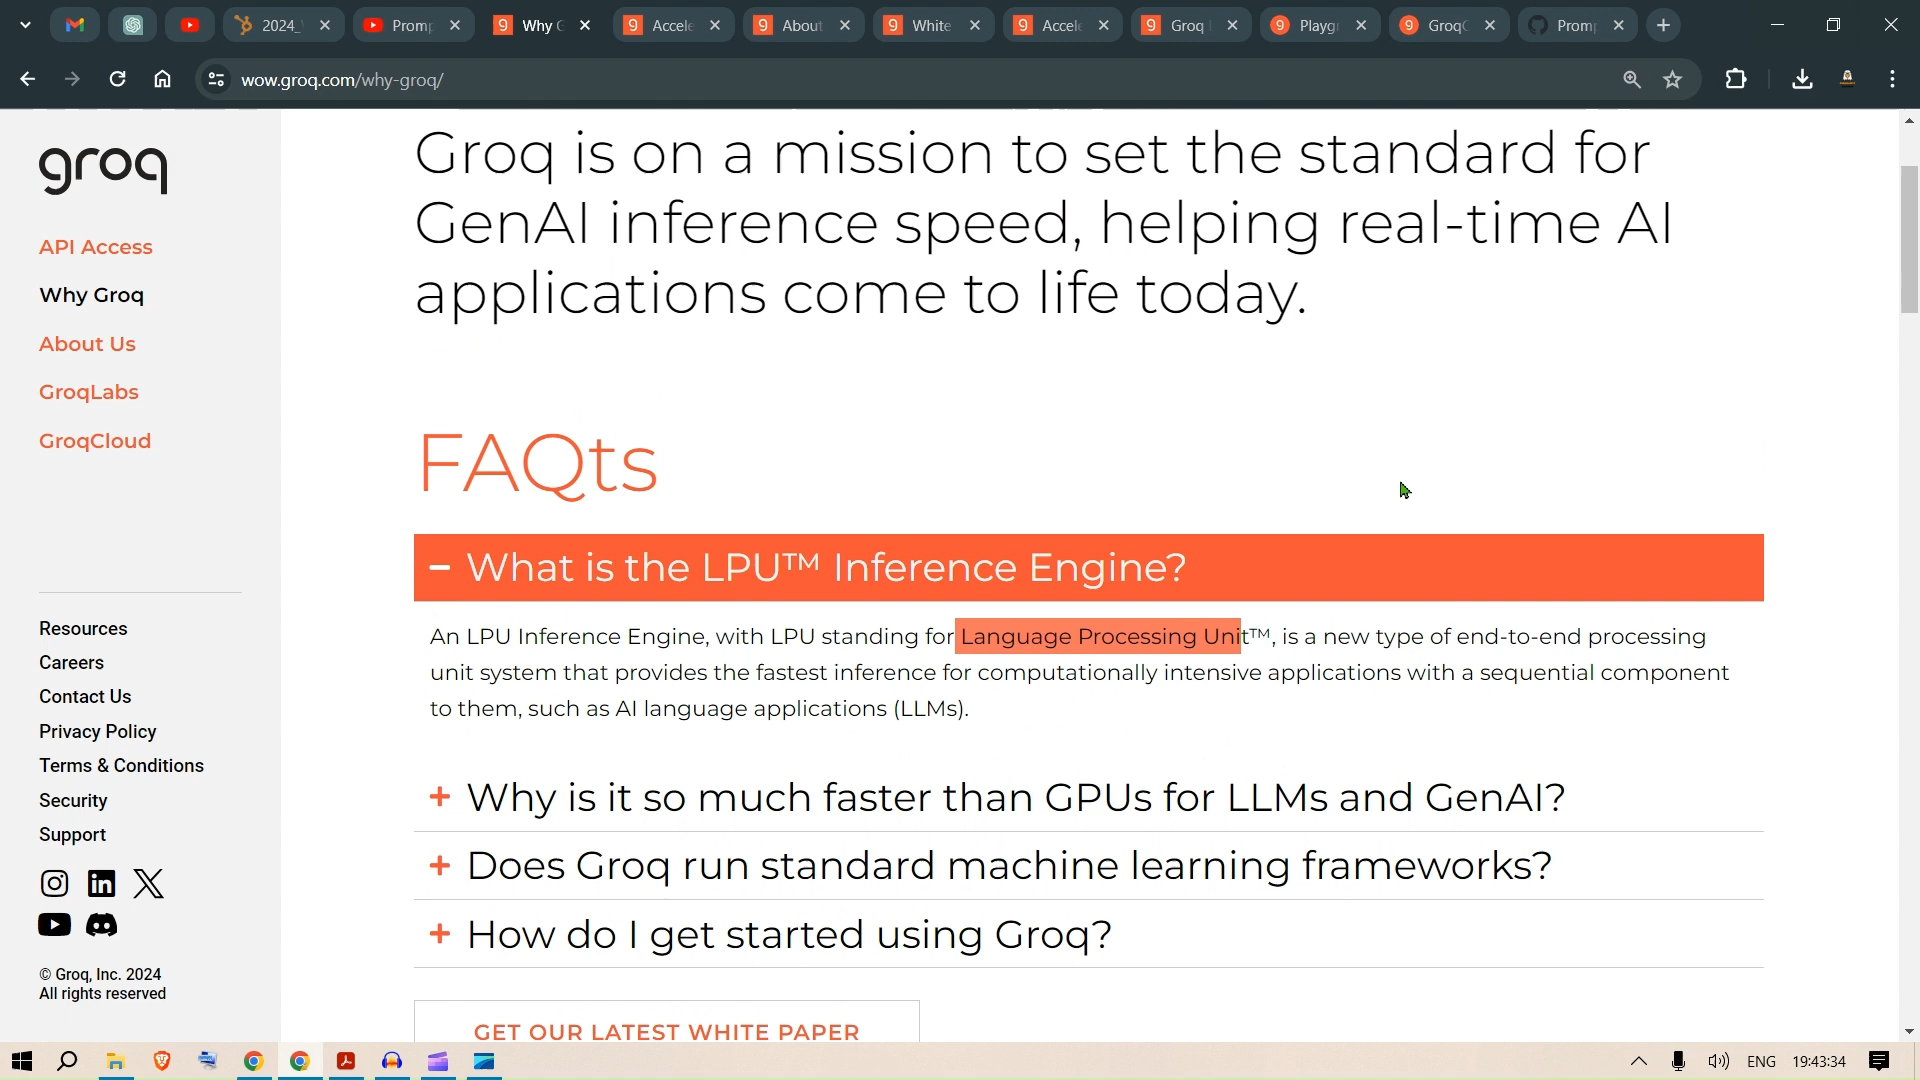 2024_
Prom
Why G
Accele
About
White
Accele
Groq
Playgr
GroqC
Prom
wow.groq.com/why-groq/
groq
API Access
Why Groq
About Us
GroqLabs
GroqCloud
Resources
Careers
Contact Us
Privacy Policy
Terms & Conditions
Security
Support
© Groq, Inc. 2024
All rights reserved
Groq is on a mission to set the standard for
GenAI inference speed, helping real-time AI
applications come to life today.
FAQts
What is the LPU™ Inference Engine?
An LPU Inference Engine, with LPU standing for Language Processing Unit™, is a new type of end-to-end processing
unit system that provides the fastest inference for computationally intensive applications with a sequential component
to them, such as AI language applications (LLMs).
+ Why is it so much faster than GPUs for LLMs and GenAI?
+ Does Groq run standard machine learning frameworks?
+ How do I get started using Groq?
GET OUR LATEST WHITE PAPER
ENG 19:43:34